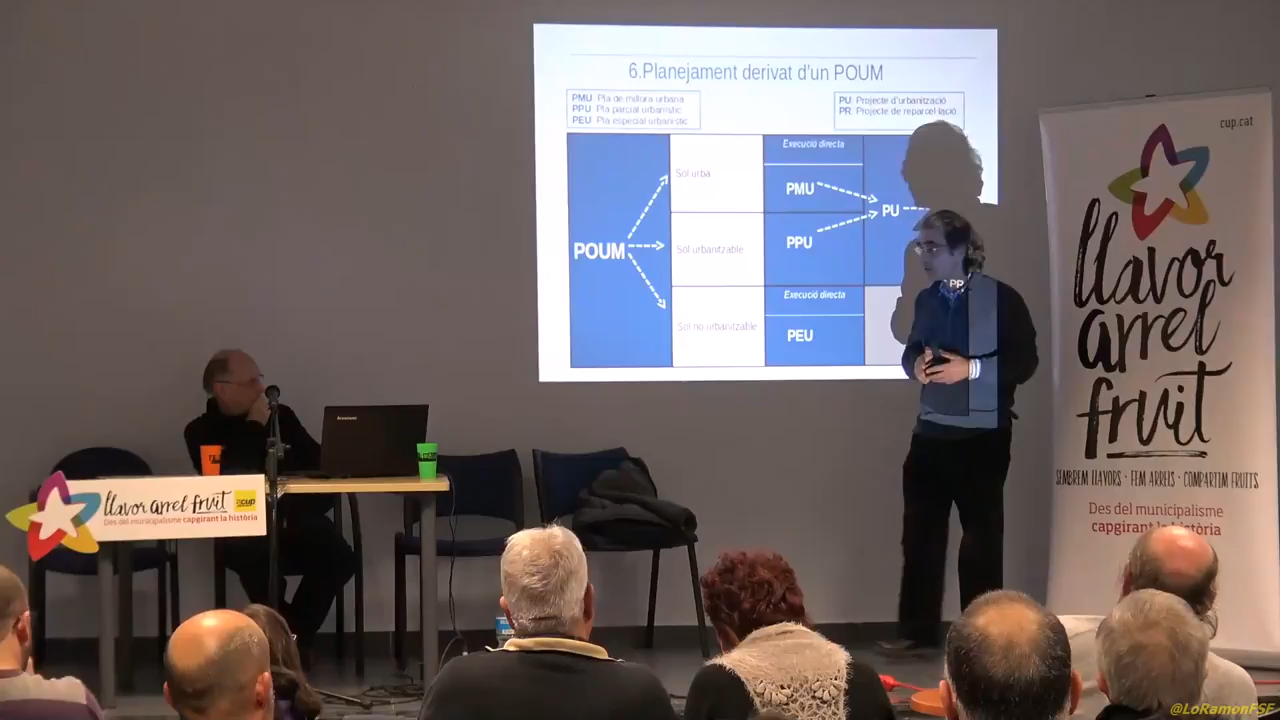 6.Planejament derivat d'un POUM
PMU: Pla de millora urbana
PPU: Pla parcial urbanístic
PEU: Pla especial urbanístic
PU: Projecte d'urbanització
PR: Projecte de reparcel·lació
POUM
Sòl urbà
Sòl urbanitzable
Sòl no urbanitzable
Execució directa
PMU
PPU
Execució directa
PEU
PU
PR
cup.cat
llavor
arrel
fruit
SEMBREM LLAVORS · FEM ARRELS · COMPARTIM FRUITS
Des del municipalisme
capgirant la història
llavor arrel fruit
cup
Des del municipalisme capgirant la història
lenovo
@LoRamonFSF